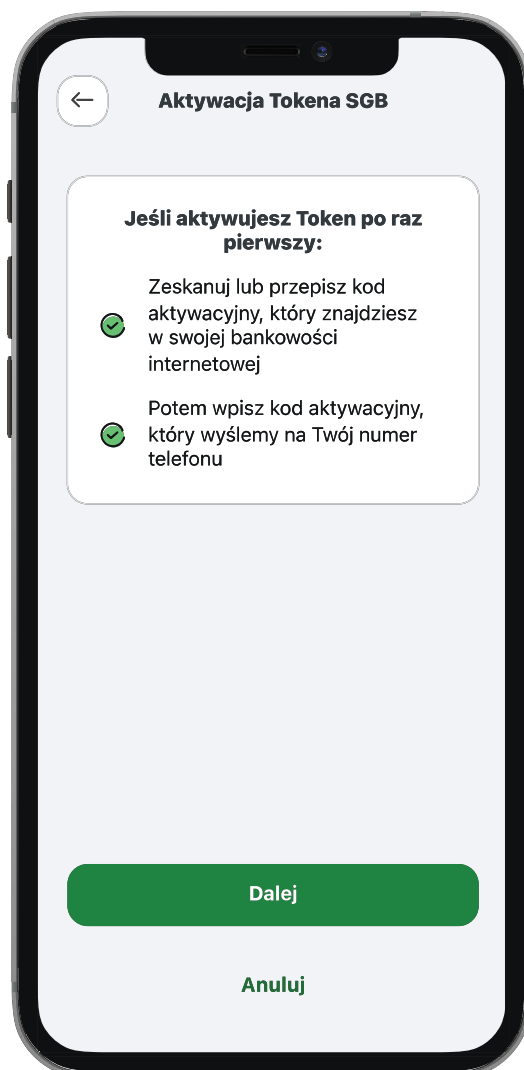 Aktywacja Tokena SGB
Jeśli aktywujesz Token po raz
pierwszy:
Zeskanuj lub przepisz kod
aktywacyjny, który znajdziesz
w swojej bankowości
internetowej
Potem wpisz kod aktywacyjny,
który wyślemy na Twój numer
telefonu
Dalej
Anuluj